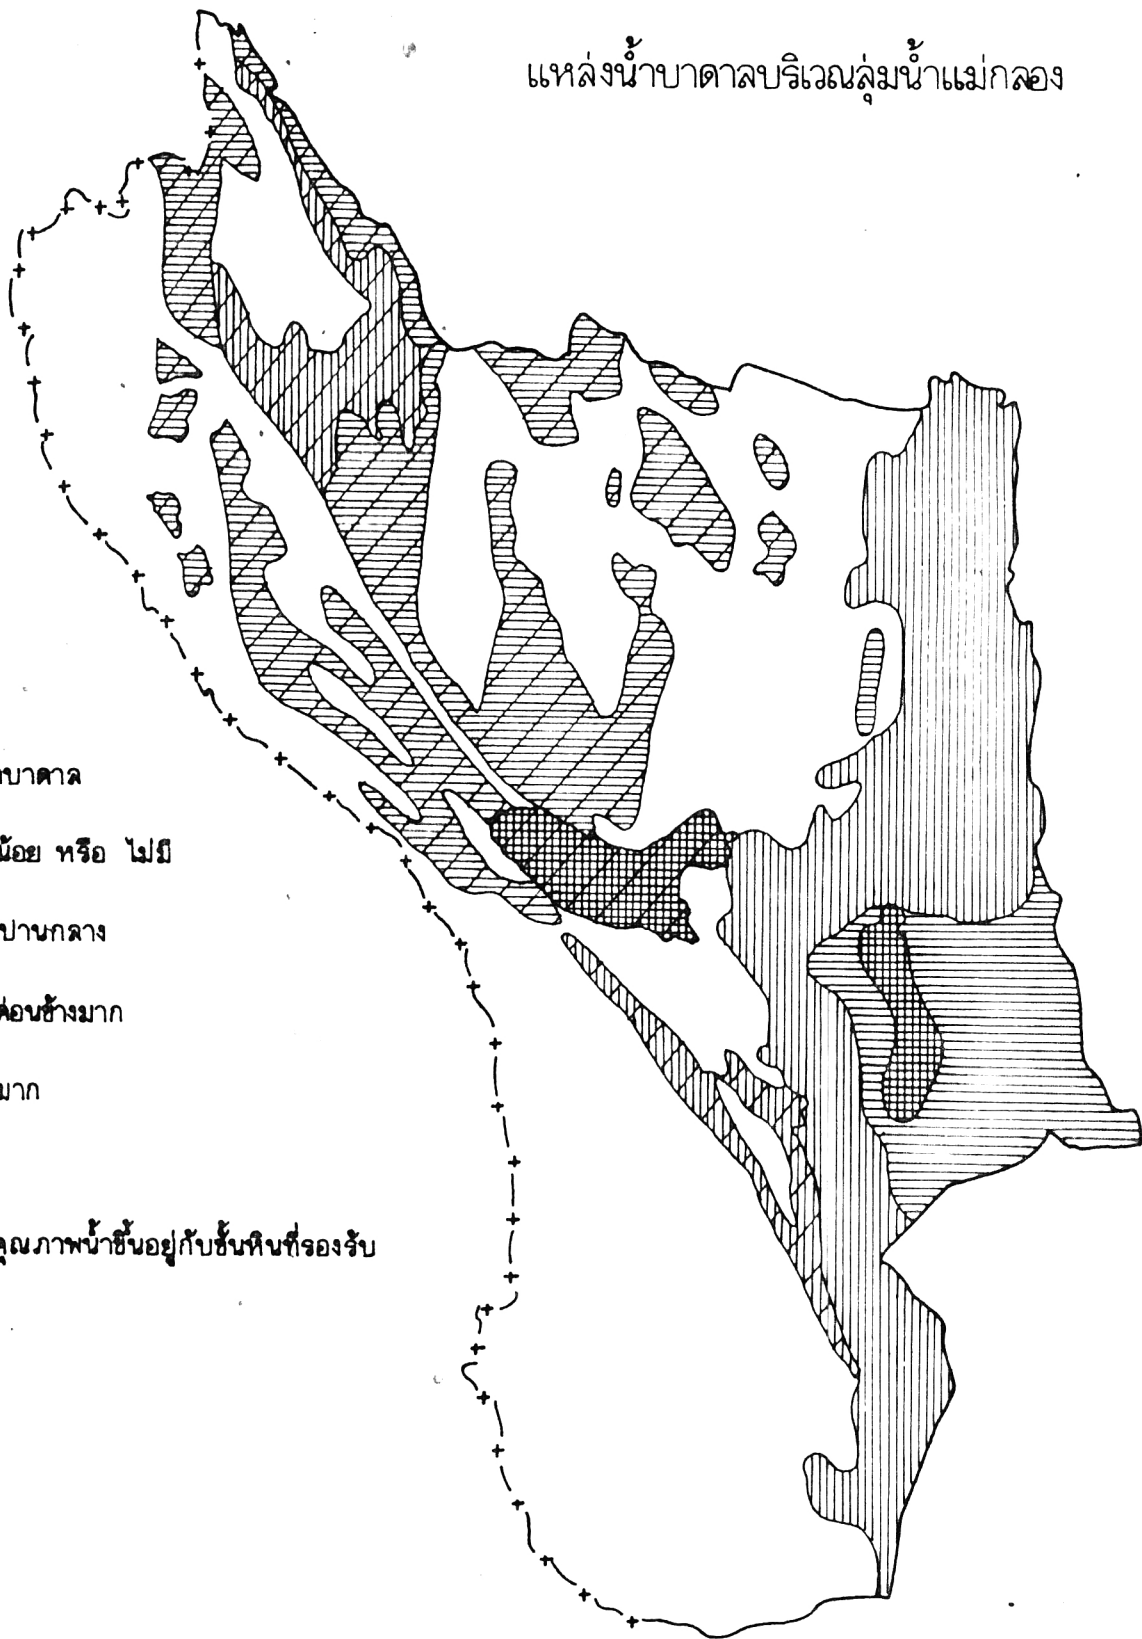 แหล่งน้ำบาดาลบริเวณลุ่มน้ำแม่กลอง
บาดาล
น้อย หรือ ไม่มี
ปานกลาง
ค่อนข้างมาก
มาก
คุณภาพน้ำขึ้นอยู่กับชั้นหินที่รองรับ